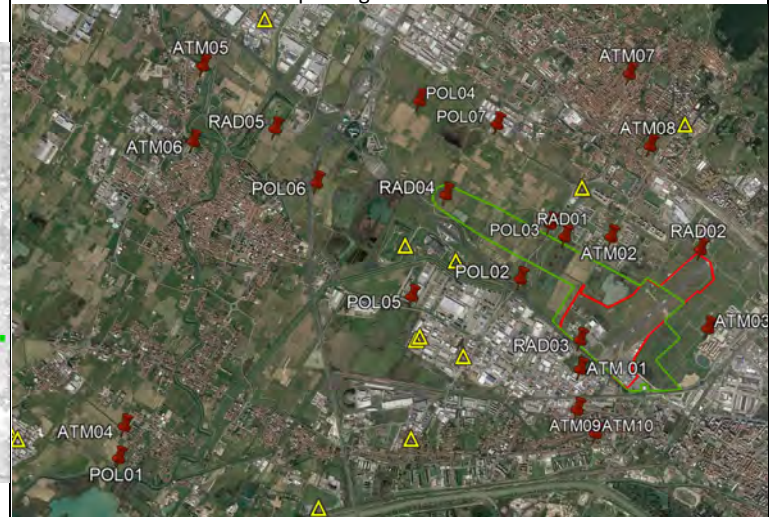 ATM05
ATM07
POL04
POL07
RAD05
ATM08
ATM06
POL06
RAD04
RAD01
POL03
ATM02
RAD02
POL02
POL05
ATM03
RAD03
ATM 01
ATM04
ATM09
ATM10
POL01